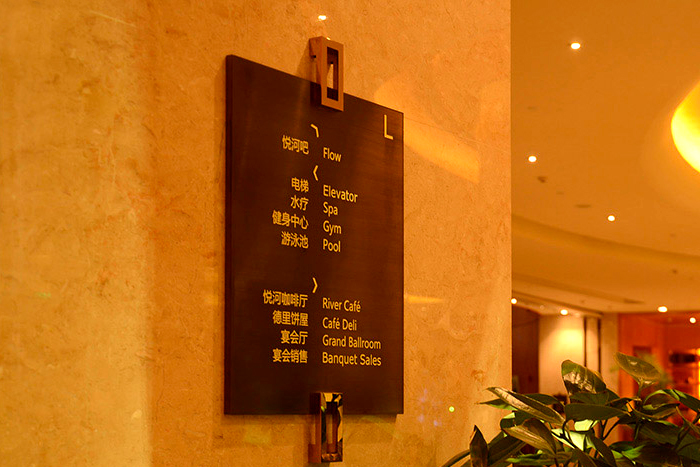 L
悦河吧 Flow
电梯 Elevator
水疗 Spa
健身中心 Gym
游泳池 Pool
悦河咖啡厅 River Café
德里饼屋 Café Deli
宴会厅 Grand Ballroom
宴会销售 Banquet Sales